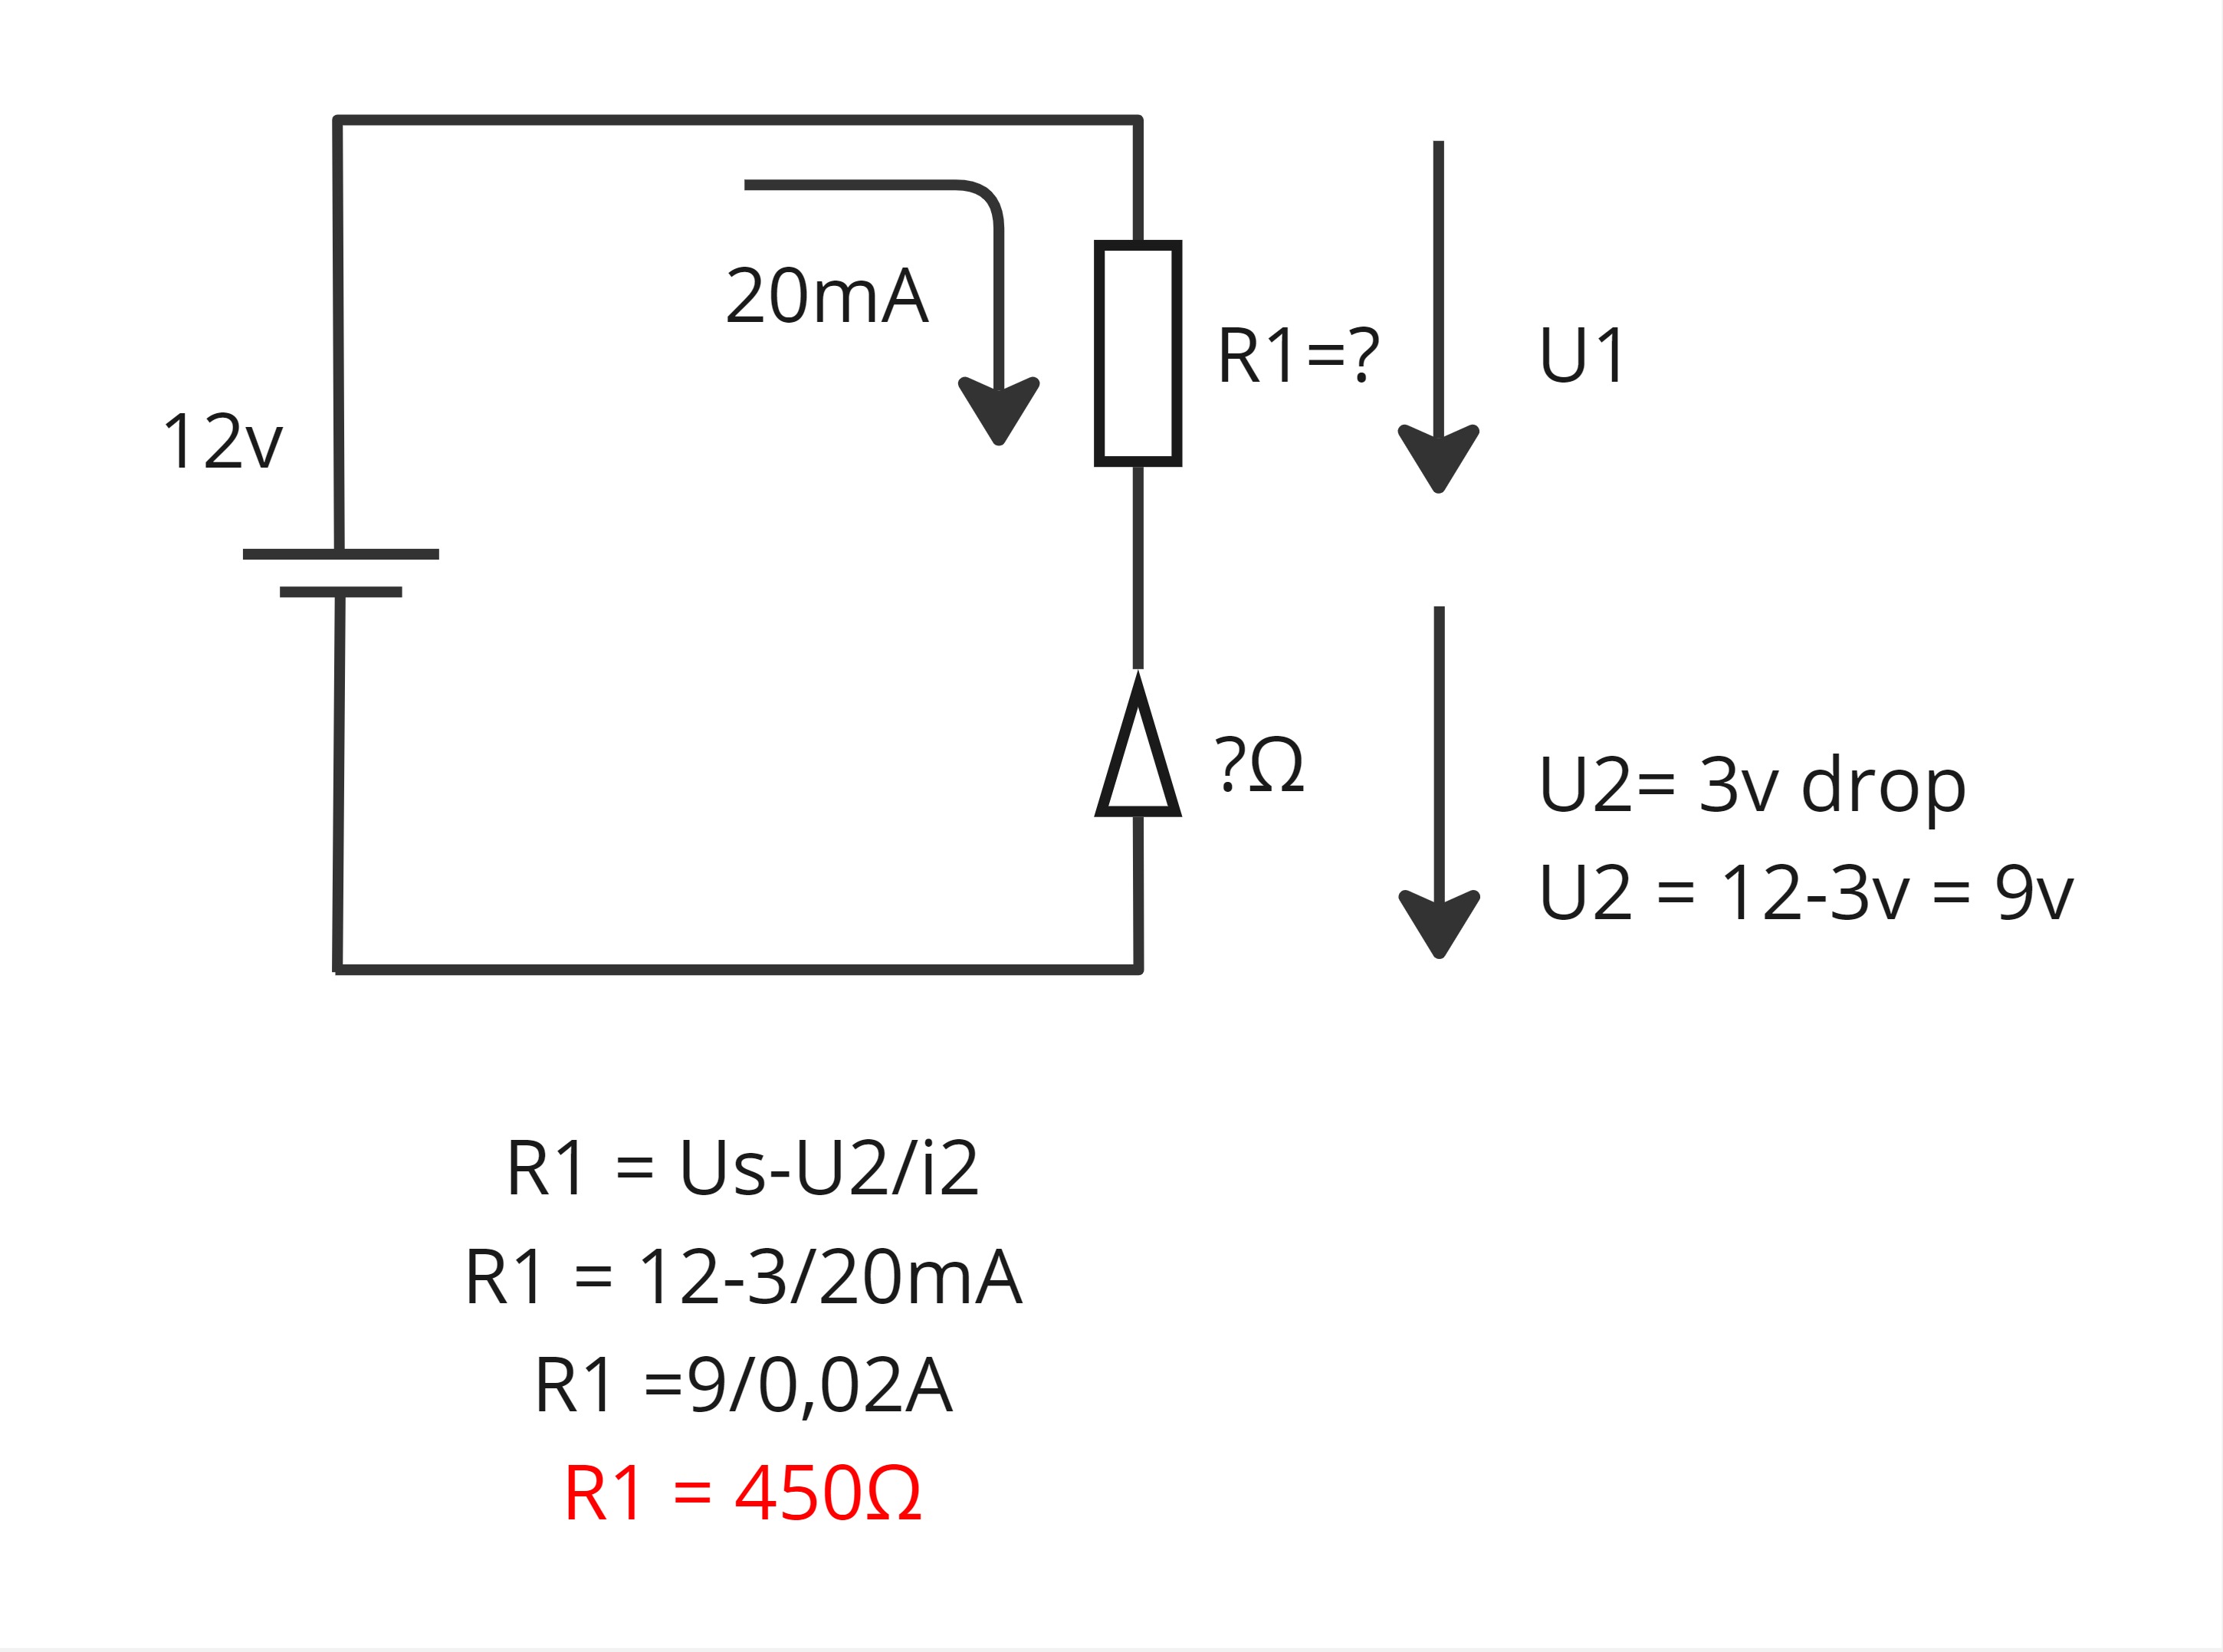 20mA
R1=?
U1
12v
?Ω
U2= 3v drop
U2 = 12-3v = 9v
R1 = Us-U2/i2
R1 = 12-3/20mA
R1 =9/0,02A
R1 = 450Ω